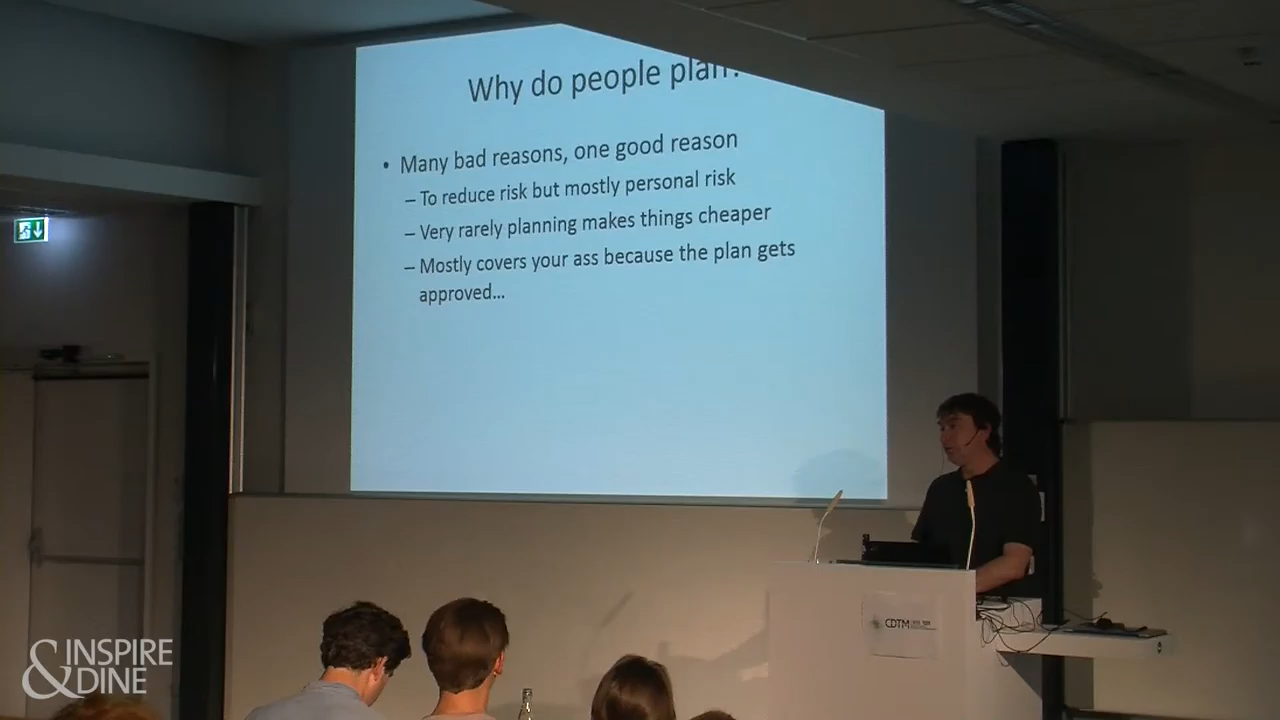 Why do people plan?
• Many bad reasons, one good reason
– To reduce risk but mostly personal risk
– Very rarely planning makes things cheaper
– Mostly covers your ass because the plan gets
approved...
CDTM
INSPIRE
&DINE